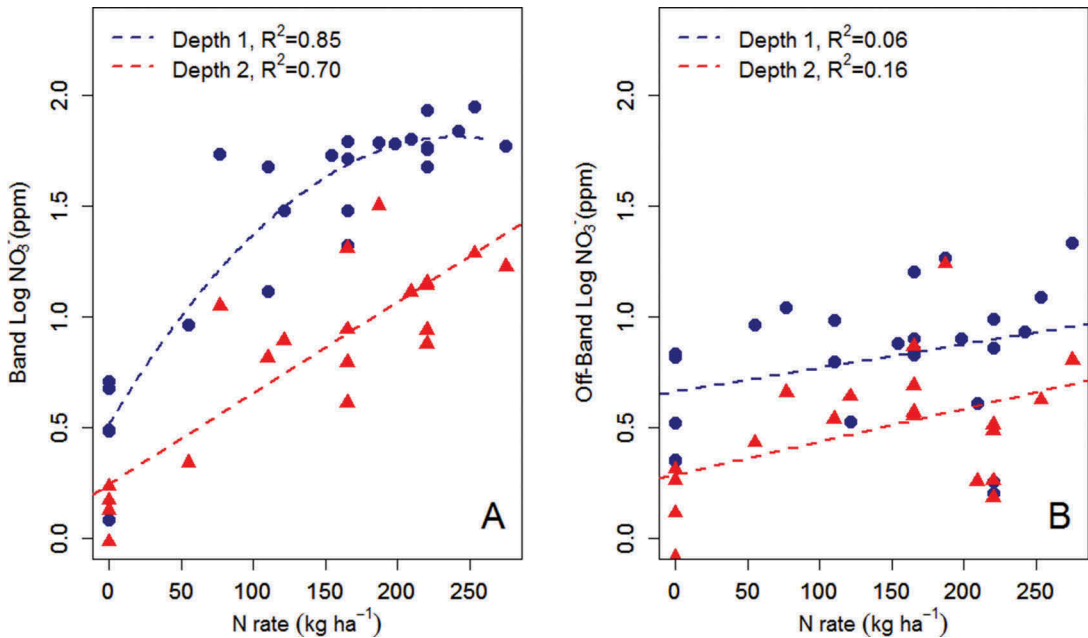 Depth 1, R²=0.85
Depth 2, R²=0.70
Band Log NO₃⁻(ppm)
2.0
1.5
1.0
0.5
0.0
A
0 50 100 150 200 250
N rate (kg ha⁻¹)
Depth 1, R²=0.06
Depth 2, R²=0.16
Off-Band Log NO₃⁻(ppm)
2.0
1.5
1.0
0.5
0.0
B
0 50 100 150 200 250
N rate (kg ha⁻¹)